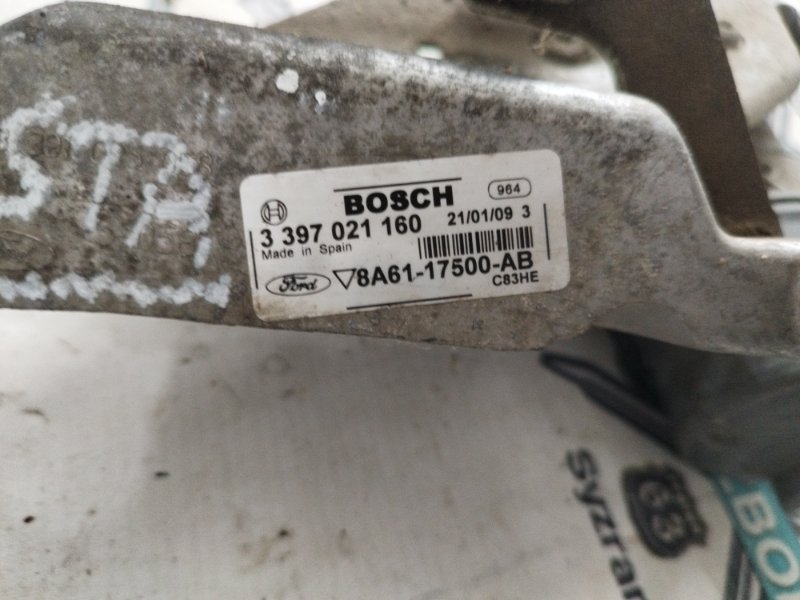 STA
BOSCH
964
3 397 021 160
21/01/09 3
Made in Spain
Ford
8A61-17500-AB
C83HE
Syzran
63